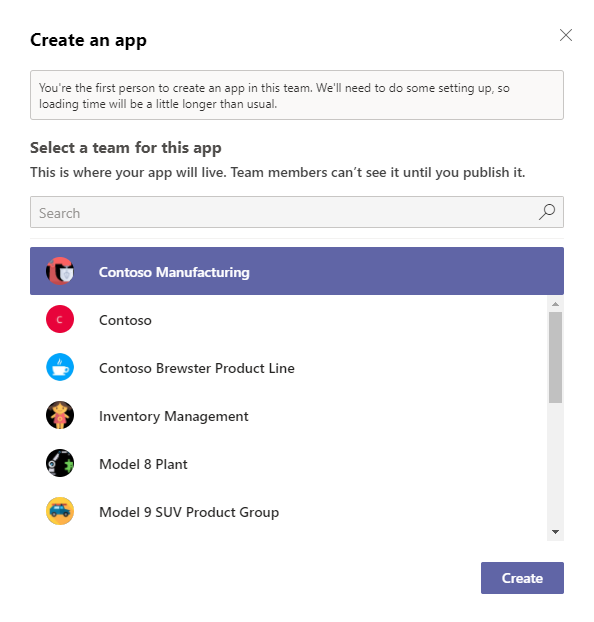 Create an app
You're the first person to create an app in this team. We'll need to do some setting up, so
loading time will be a little longer than usual.
Select a team for this app
This is where your app will live. Team members can’t see it until you publish it.
Search
Contoso Manufacturing
C
Contoso
Contoso Brewster Product Line
Inventory Management
Model 8 Plant
Model 9 SUV Product Group
Create